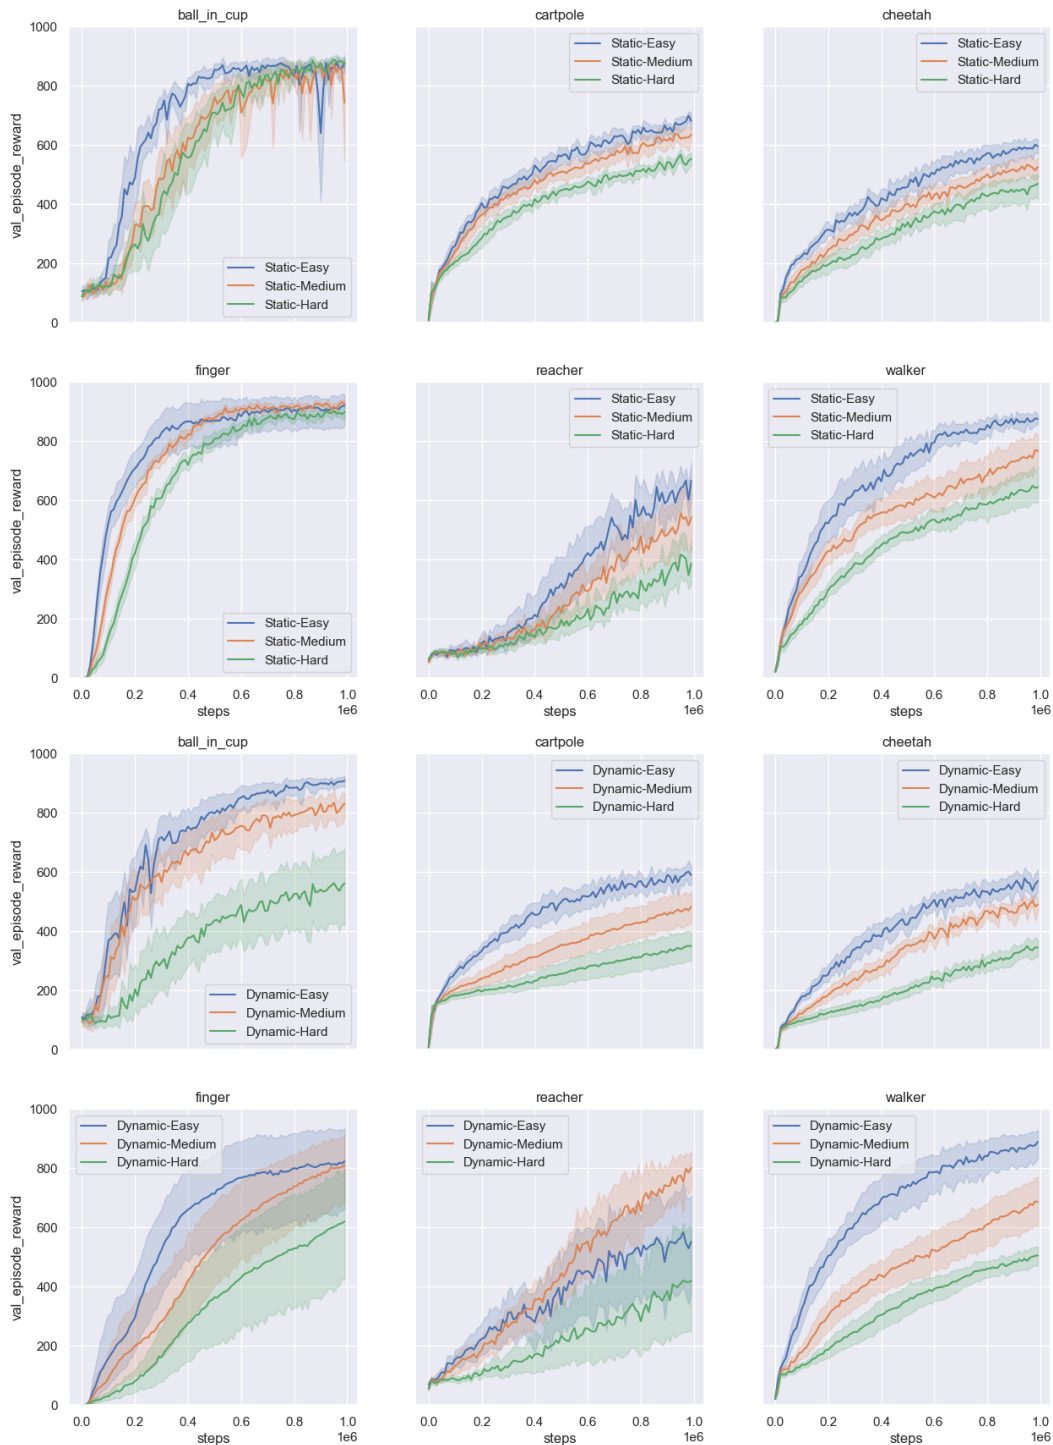 ball_in_cup cartpole cheetah
val_episode_reward
1000
800
600
400
200
0
Static-Easy
Static-Medium
Static-Hard
Static-Easy
Static-Medium
Static-Hard
Static-Easy
Static-Medium
Static-Hard
finger reacher walker
val_episode_reward
1000
800
600
400
200
0
Static-Easy
Static-Medium
Static-Hard
Static-Easy
Static-Medium
Static-Hard
Static-Easy
Static-Medium
Static-Hard
0.0 0.2 0.4 0.6 0.8 1.0 0.0 0.2 0.4 0.6 0.8 1.0 0.0 0.2 0.4 0.6 0.8 1.0
steps 1e6 steps 1e6 steps 1e6
ball_in_cup cartpole cheetah
val_episode_reward
1000
800
600
400
200
0
Dynamic-Easy
Dynamic-Medium
Dynamic-Hard
Dynamic-Easy
Dynamic-Medium
Dynamic-Hard
Dynamic-Easy
Dynamic-Medium
Dynamic-Hard
finger reacher walker
val_episode_reward
1000
800
600
400
200
0
Dynamic-Easy
Dynamic-Medium
Dynamic-Hard
Dynamic-Easy
Dynamic-Medium
Dynamic-Hard
Dynamic-Easy
Dynamic-Medium
Dynamic-Hard
0.0 0.2 0.4 0.6 0.8 1.0 0.0 0.2 0.4 0.6 0.8 1.0 0.0 0.2 0.4 0.6 0.8 1.0
steps 1e6 steps 1e6 steps 1e6